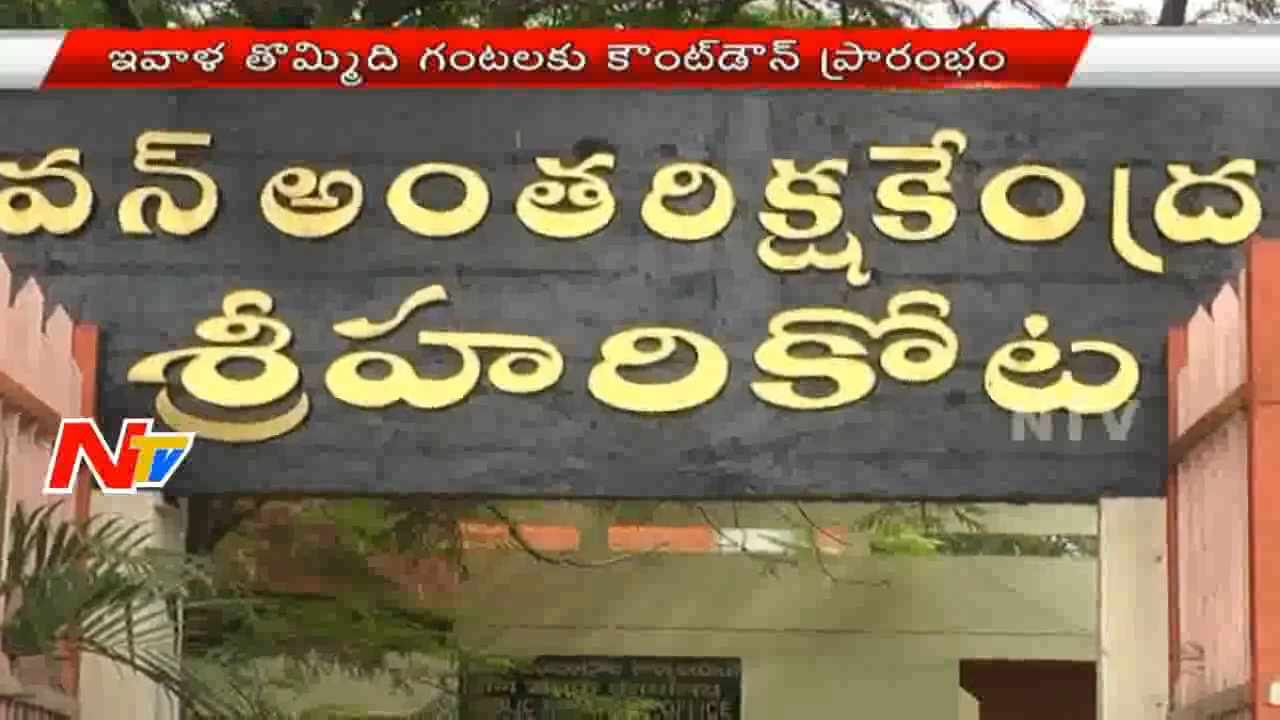 ఇవాళ తొమ్మిది గంటలకు కౌంట్‌డౌన్ ప్రారంభం
వన్ అంతరిక్షకేంద్ర
శ్రీహరికోట
NTV
NTV